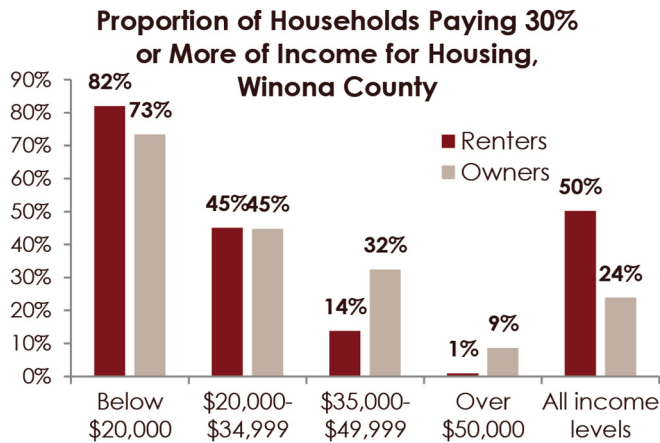 Proportion of Households Paying 30%
or More of Income for Housing,
Winona County
90%
80%
70%
60%
50%
40%
30%
20%
10%
0%
82%
73%
45%
45%
14%
32%
1%
9%
50%
24%
Renters
Owners
Below
$20,000
$20,000-
$34,999
$35,000-
$49,999
Over
$50,000
All income
levels